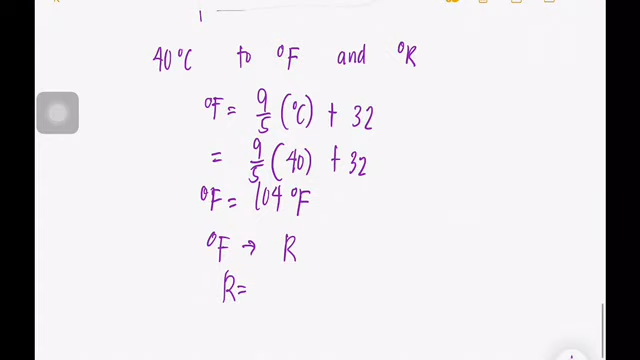 40°C to °F and °R
°F = 9/5 (°C) + 32
= 9/5 (40) + 32
°F = 104 °F
°F → R
R =